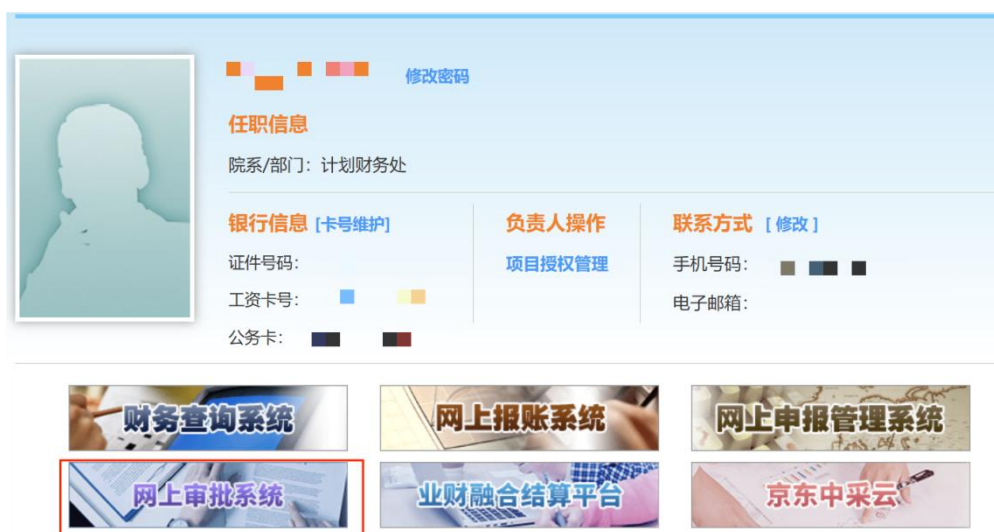 修改密码
任职信息
院系/部门：计划财务处
银行信息 [卡号维护] 负责人操作 联系方式 [ 修改 ]
证件号码： 项目授权管理 手机号码：
工资卡号： 电子邮箱：
公务卡：
财务查询系统 网上报账系统 网上申报管理系统
网上审批系统 业财融合结算平台 京东中采云